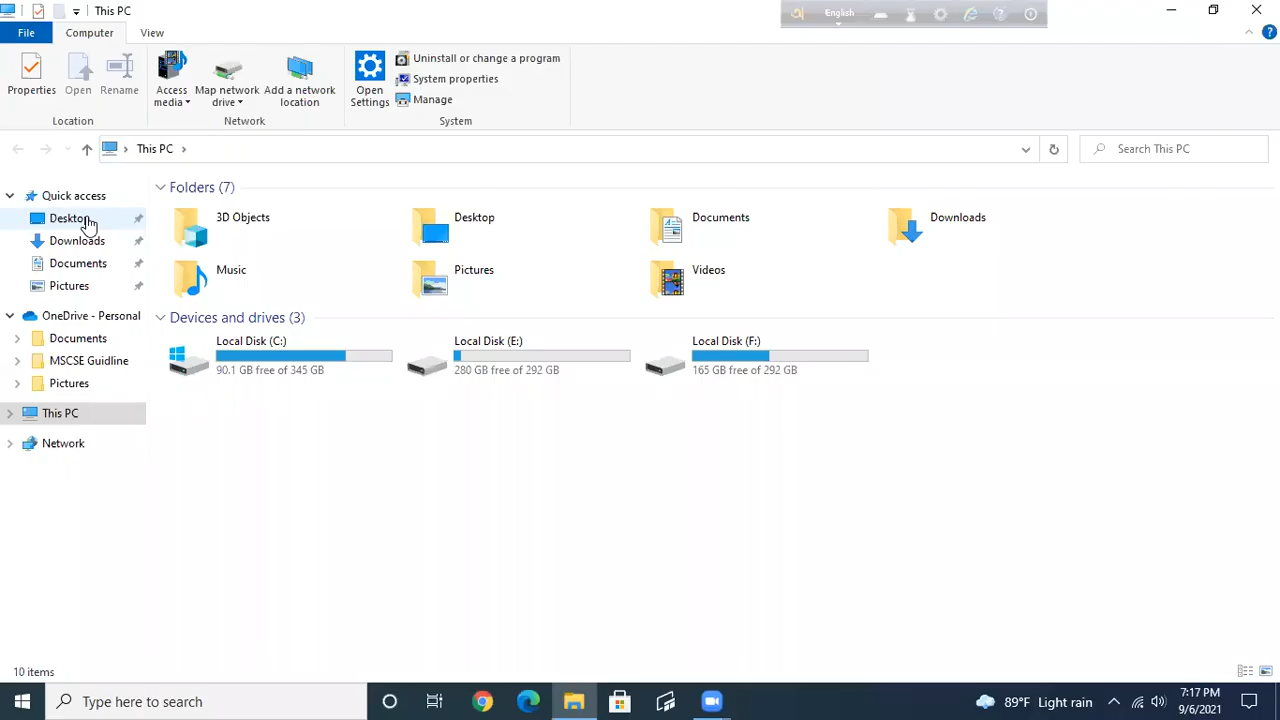 This PC
English
File Computer View
Properties Open Rename
Access media Map network drive Add a network location
Open Settings
Uninstall or change a program
System properties
Manage
Location Network System
This PC
Search This PC
Quick access
Desktop
Downloads
Documents
Pictures
OneDrive - Personal
Documents
MSCSE Guidline
Pictures
This PC
Network
Folders (7)
3D Objects Desktop Documents Downloads
Music Pictures Videos
Devices and drives (3)
Local Disk (C:) Local Disk (E:) Local Disk (F:)
90.1 GB free of 345 GB 280 GB free of 292 GB 165 GB free of 292 GB
10 items
Type here to search
89°F Light rain
7:17 PM
9/6/2021